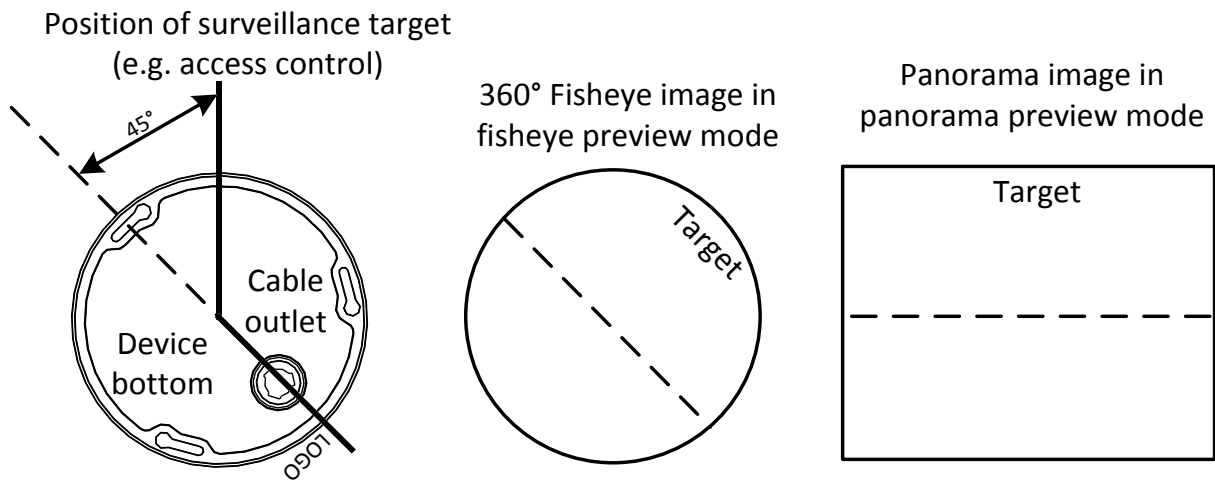 Position of surveillance target
(e.g. access control)
45°
Cable
outlet
Device
bottom
LOGO
360° Fisheye image in
fisheye preview mode
Target
Panorama image in
panorama preview mode
Target